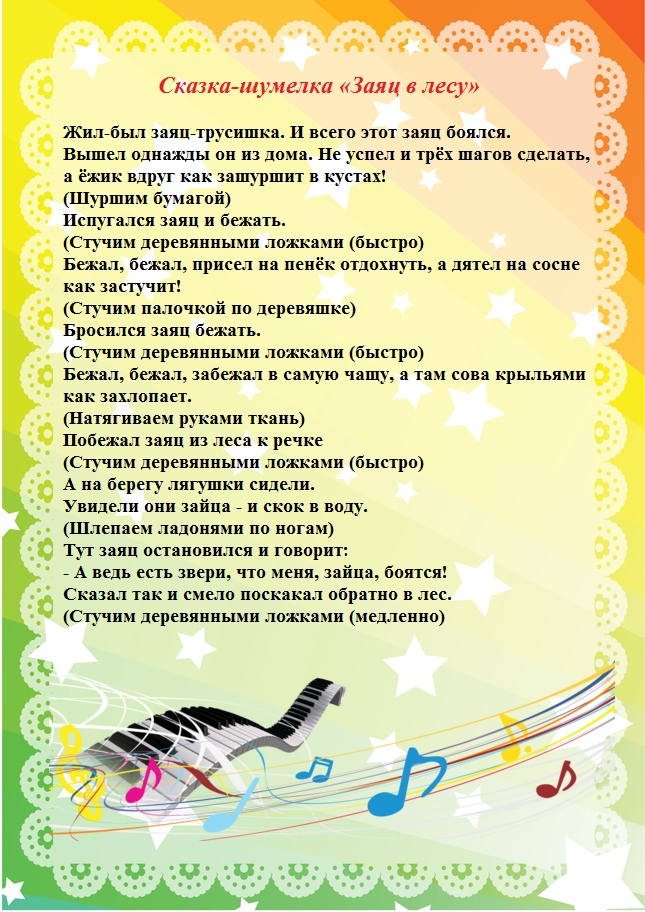 Сказка-шумелка «Заяц в лесу»
Жил-был заяц-трусишка. И всего этот заяц боялся.
Вышел однажды он из дома. Не успел и трёх шагов сделать,
а ёжик вдруг как зашуршит в кустах!
(Шуршим бумагой)
Испугался заяц и бежать.
(Стучим деревянными ложками (быстро)
Бежал, бежал, присел на пенёк отдохнуть, а дятел на сосне
как застучит!
(Стучим палочкой по деревяшке)
Бросился заяц бежать.
(Стучим деревянными ложками (быстро)
Бежал, бежал, забежал в самую чашу, а там сова крыльями
как захлопает.
(Натягиваем руками ткань)
Побежал заяц из леса к речке
(Стучим деревянными ложками (быстро)
А на берегу лягушки сидели.
Увидели они зайца - и скок в воду.
(Шлепаем ладонями по ногам)
Тут заяц остановился и говорит:
- А ведь есть звери, что меня, зайца, боятся!
Сказал так и смело поскакал обратно в лес.
(Стучим деревянными ложками (медленно)